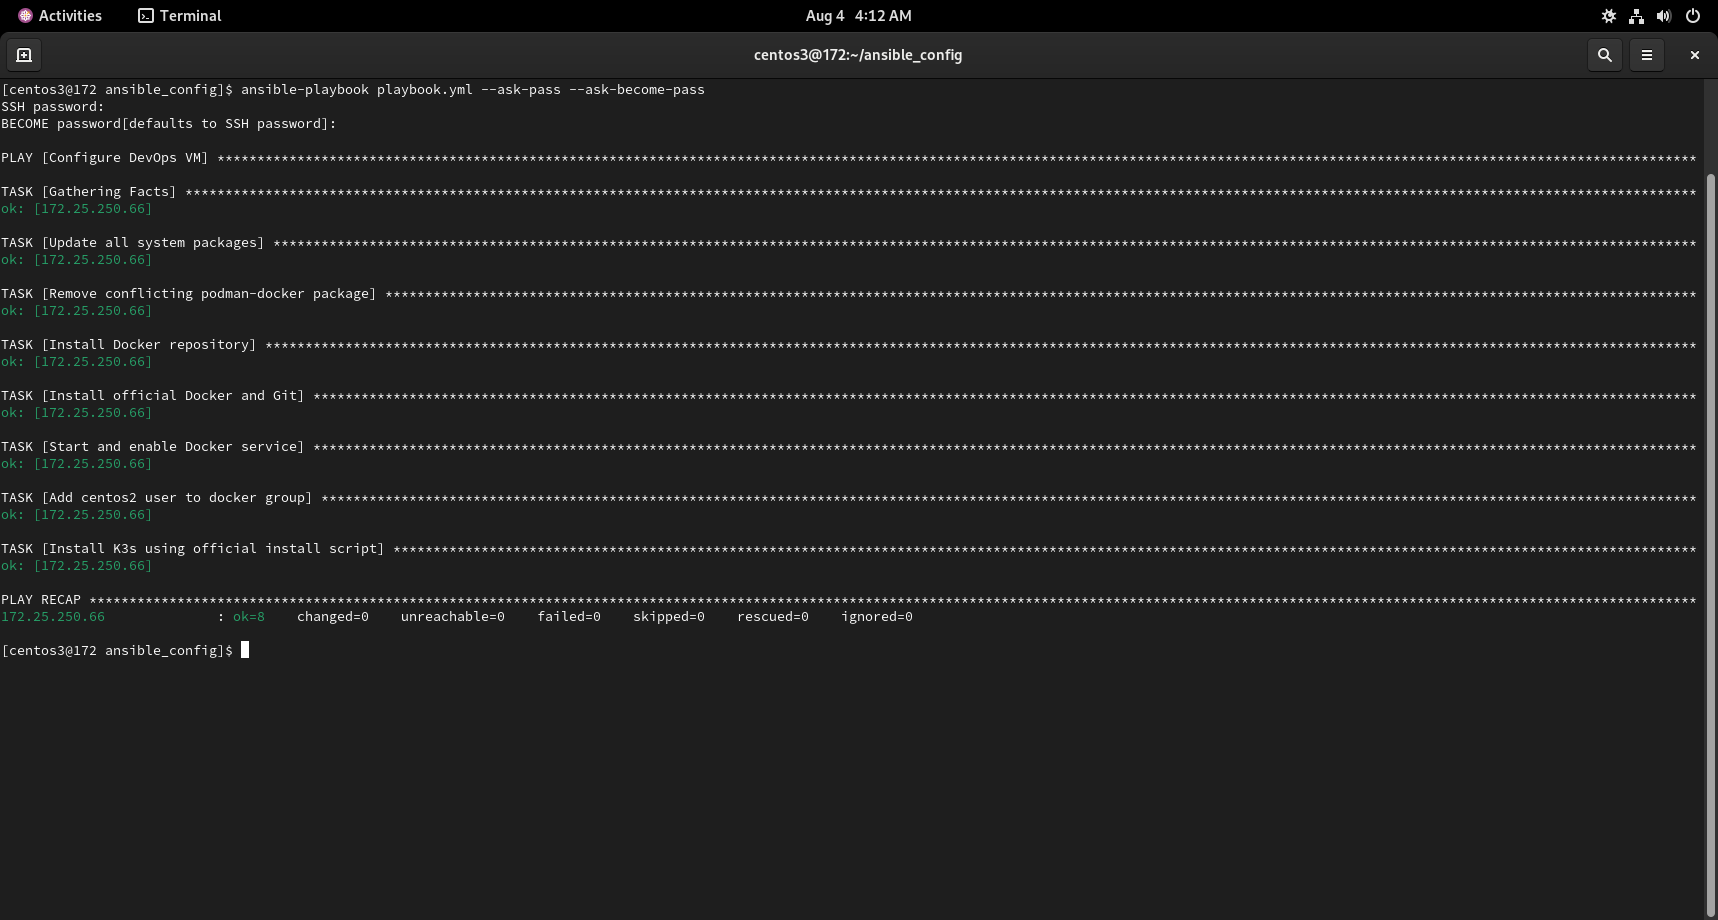 Activities Terminal Aug 4 4:12 AM
centos3@172:~/ansible_config
[centos3@172 ansible_config]$ ansible-playbook playbook.yml --ask-pass --ask-become-pass
SSH password:
BECOME password[defaults to SSH password]:
PLAY [Configure DevOps VM] ****************************************************************************************************************************************************************************************
TASK [Gathering Facts] ********************************************************************************************************************************************************************************************
ok: [172.25.250.66]
TASK [Update all system packages] *********************************************************************************************************************************************************************************
ok: [172.25.250.66]
TASK [Remove conflicting podman-docker package] *******************************************************************************************************************************************************************
ok: [172.25.250.66]
TASK [Install Docker repository] **********************************************************************************************************************************************************************************
ok: [172.25.250.66]
TASK [Install official Docker and Git] ****************************************************************************************************************************************************************************
ok: [172.25.250.66]
TASK [Start and enable Docker service] ****************************************************************************************************************************************************************************
ok: [172.25.250.66]
TASK [Add centos2 user to docker group] ***************************************************************************************************************************************************************************
ok: [172.25.250.66]
TASK [Install K3s using official install script] ******************************************************************************************************************************************************************
ok: [172.25.250.66]
PLAY RECAP ********************************************************************************************************************************************************************************************************
172.25.250.66              : ok=8    changed=0    unreachable=0    failed=0    skipped=0    rescued=0    ignored=0
[centos3@172 ansible_config]$